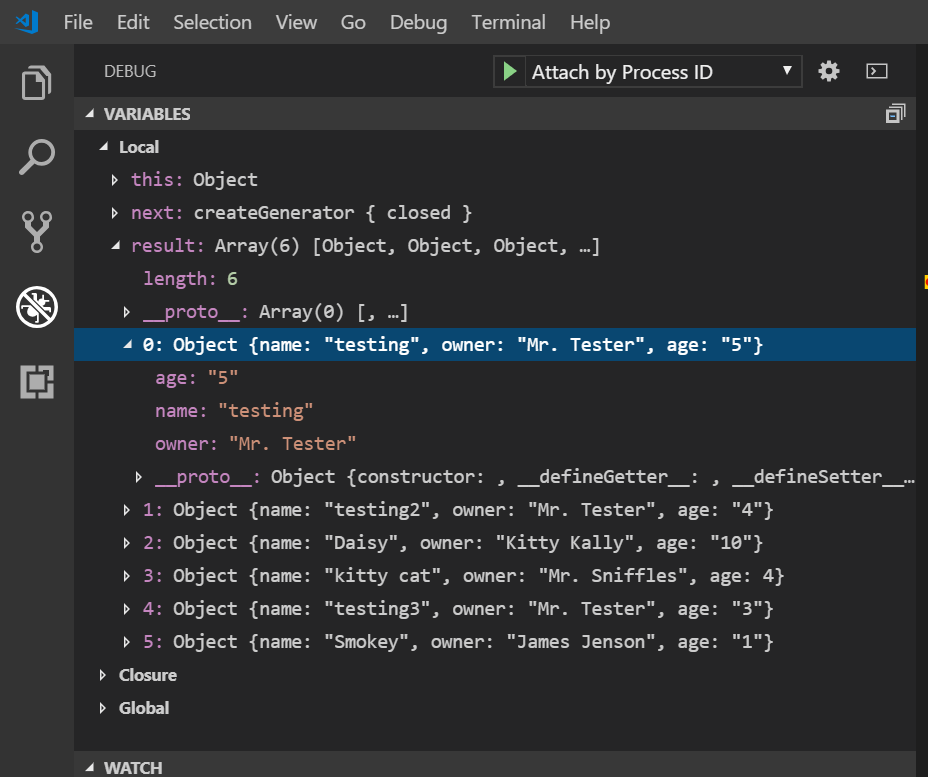 File Edit Selection View Go Debug Terminal Help
DEBUG Attach by Process ID
VARIABLES
Local
this: Object
next: createGenerator { closed }
result: Array(6) [Object, Object, Object, …]
length: 6
__proto__: Array(0) [, …]
0: Object {name: "testing", owner: "Mr. Tester", age: "5"}
age: "5"
name: "testing"
owner: "Mr. Tester"
__proto__: Object {constructor: , __defineGetter__: , __defineSetter__…
1: Object {name: "testing2", owner: "Mr. Tester", age: "4"}
2: Object {name: "Daisy", owner: "Kitty Kally", age: "10"}
3: Object {name: "kitty cat", owner: "Mr. Sniffles", age: 4}
4: Object {name: "testing3", owner: "Mr. Tester", age: "3"}
5: Object {name: "Smokey", owner: "James Jenson", age: "1"}
Closure
Global
WATCH